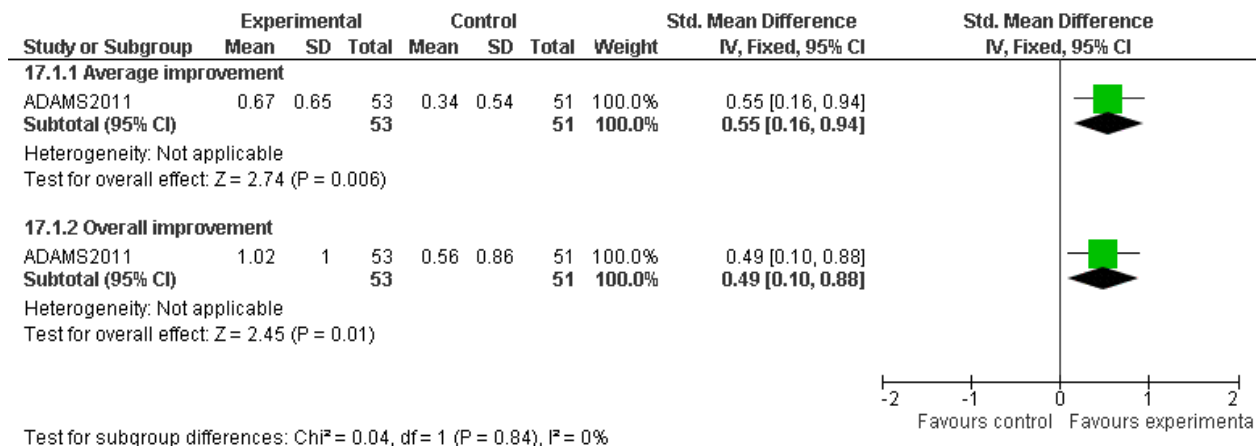 Experimental Control Std. Mean Difference Std. Mean Difference
Study or Subgroup Mean SD Total Mean SD Total Weight IV, Fixed, 95% CI IV, Fixed, 95% CI
17.1.1 Average improvement
ADAMS2011 0.67 0.65 53 0.34 0.54 51 100.0% 0.55 [0.16, 0.94]
Subtotal (95% CI) 53 51 100.0% 0.55 [0.16, 0.94]
Heterogeneity: Not applicable
Test for overall effect: Z = 2.74 (P = 0.006)
17.1.2 Overall improvement
ADAMS2011 1.02 1 53 0.56 0.86 51 100.0% 0.49 [0.10, 0.88]
Subtotal (95% CI) 53 51 100.0% 0.49 [0.10, 0.88]
Heterogeneity: Not applicable
Test for overall effect: Z = 2.45 (P = 0.01)
-2 -1 0 1 2
Favours control Favours experimenta
Test for subgroup differences: Chi² = 0.04, df = 1 (P = 0.84), I² = 0%